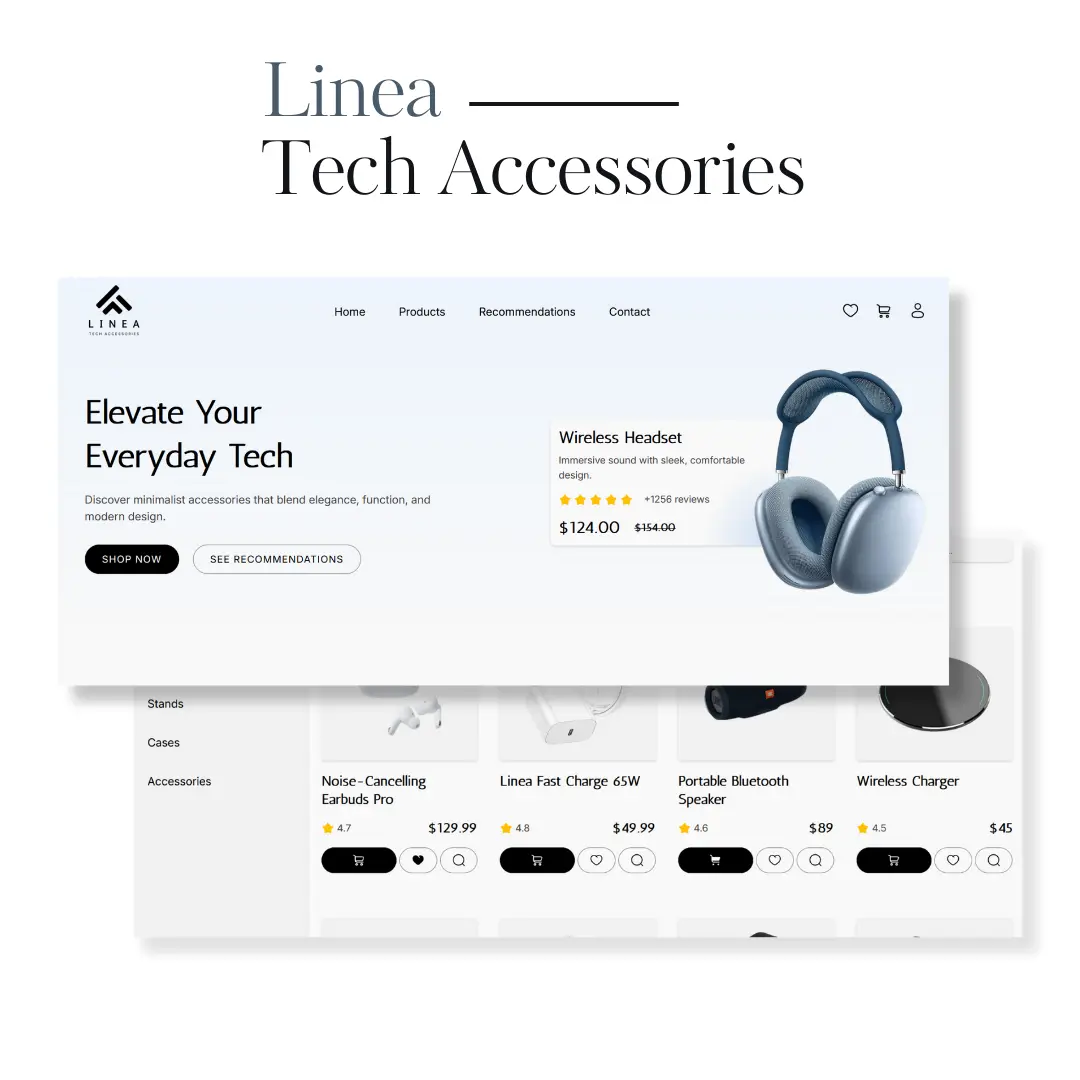 Linea
Tech Accessories
LINEA
TECH ACCESSORIES
Home
Products
Recommendations
Contact
Elevate Your
Everyday Tech
Discover minimalist accessories that blend elegance, function, and
modern design.
SHOP NOW
SEE RECOMMENDATIONS
Wireless Headset
Immersive sound with sleek, comfortable
design.
+1256 reviews
$124.00
$154.00
Stands
Cases
Accessories
Noise-Cancelling
Earbuds Pro
4.7
$129.99
Linea Fast Charge 65W
4.8
$49.99
Portable Bluetooth
Speaker
4.6
$89
Wireless Charger
4.5
$45